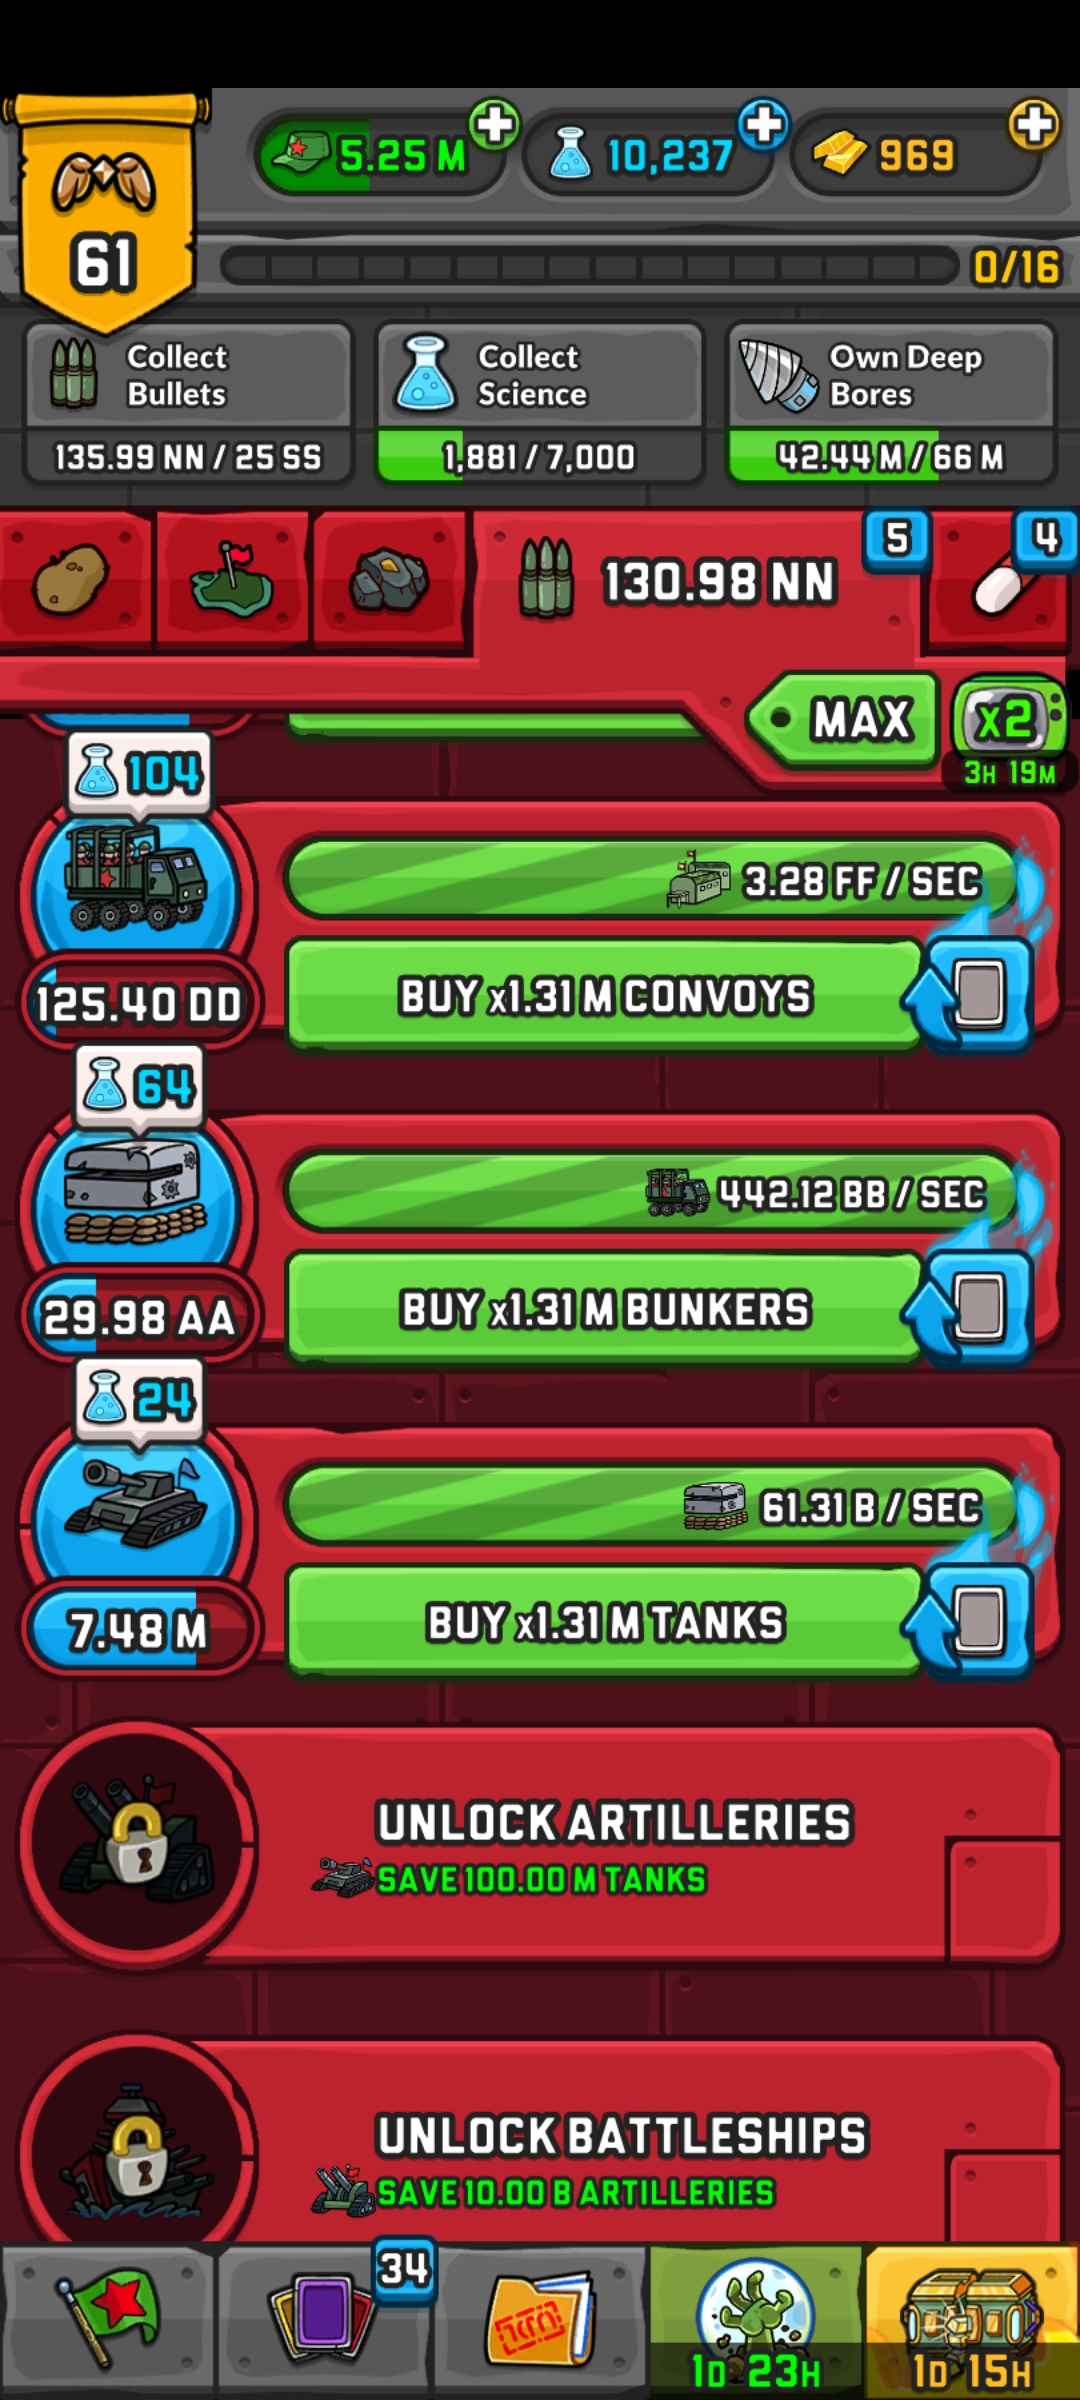 5.25 M
10,237
969
61
0/16
Collect
Bullets
135.99 NN / 25 SS
Collect
Science
1,881 / 7,000
Own Deep
Bores
42.44 M / 66 M
130.98 NN
5
4
MAX
x2
3H 19M
104
3.28 FF / SEC
125.40 DD
BUY x1.31 M CONVOYS
64
442.12 BB / SEC
29.98 AA
BUY x1.31 M BUNKERS
24
61.31 B / SEC
7.48 M
BUY x1.31 M TANKS
UNLOCK ARTILLERIES
SAVE 100.00 M TANKS
UNLOCK BATTLESHIPS
SAVE 10.00 B ARTILLERIES
34
1D 23H
1D 15H